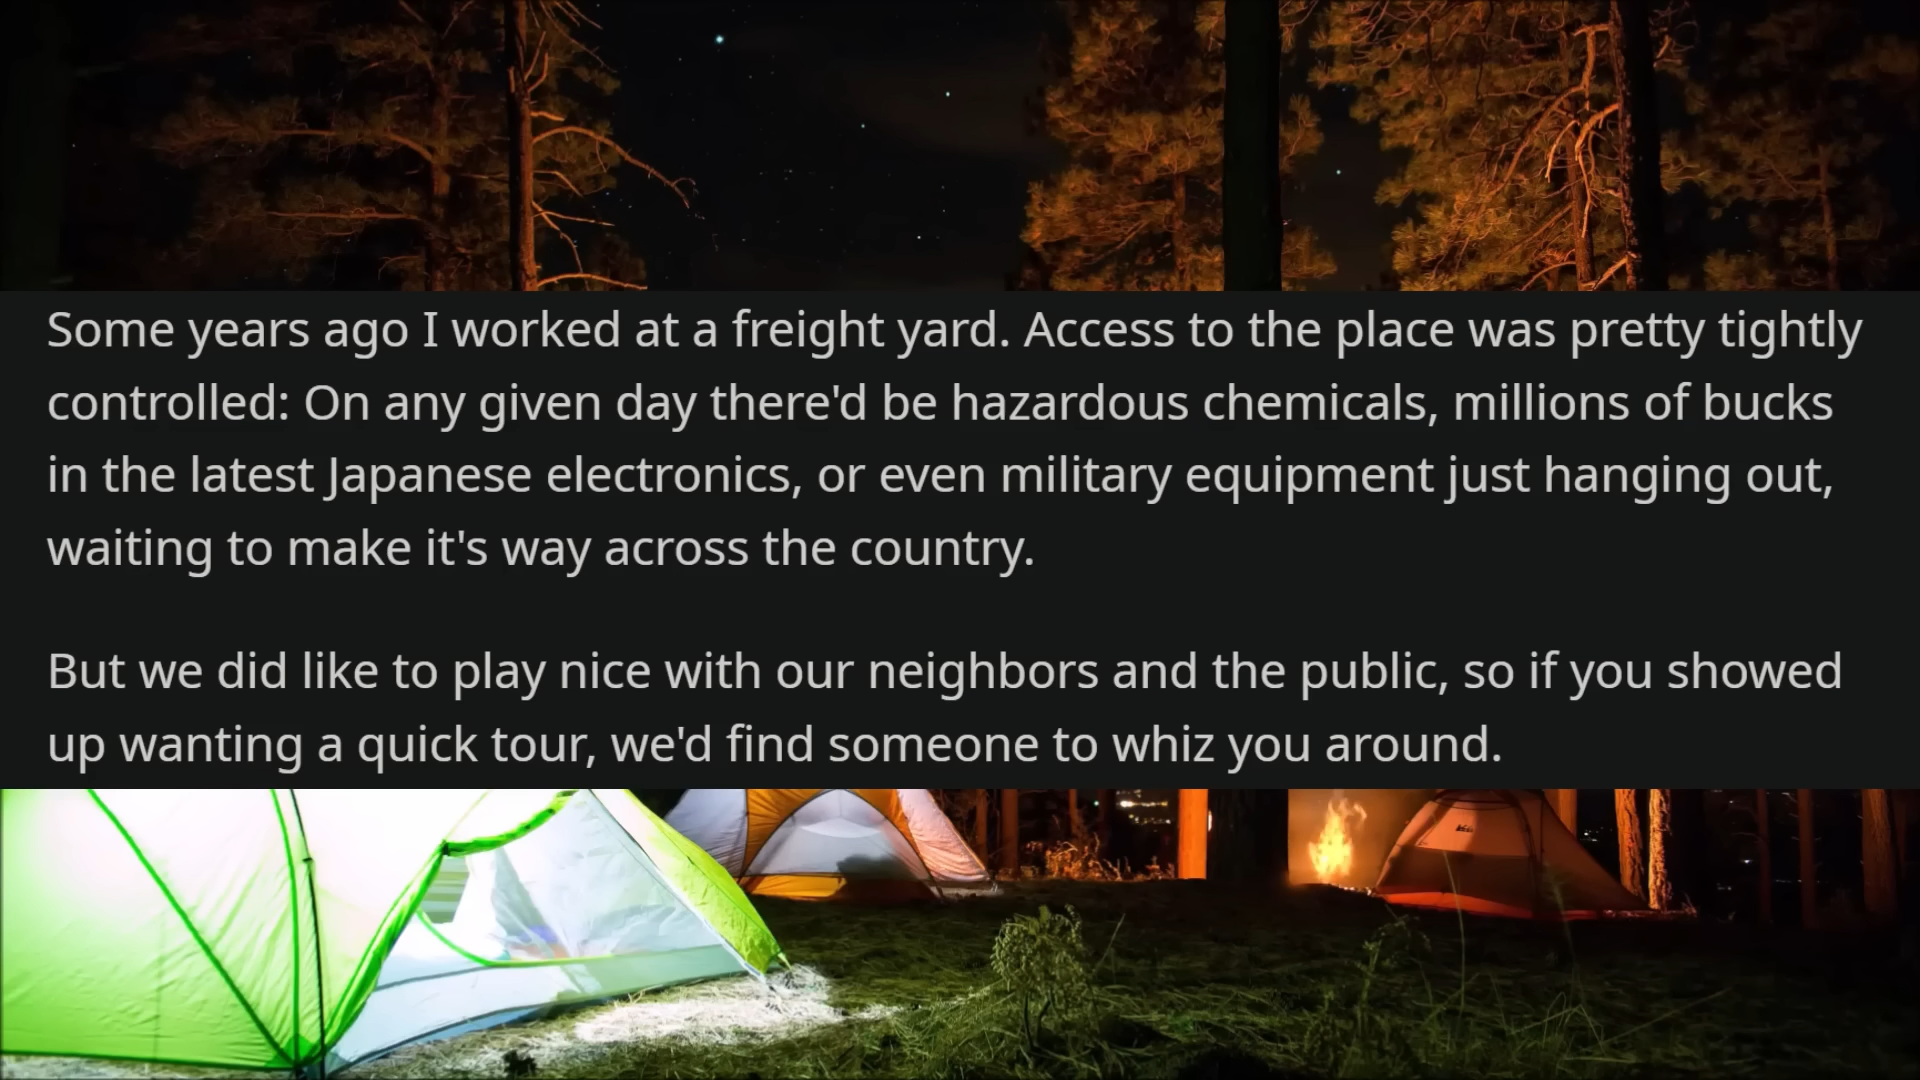 Some years ago I worked at a freight yard. Access to the place was pretty tightly
controlled: On any given day there'd be hazardous chemicals, millions of bucks
in the latest Japanese electronics, or even military equipment just hanging out,
waiting to make it's way across the country.
But we did like to play nice with our neighbors and the public, so if you showed
up wanting a quick tour, we'd find someone to whiz you around.